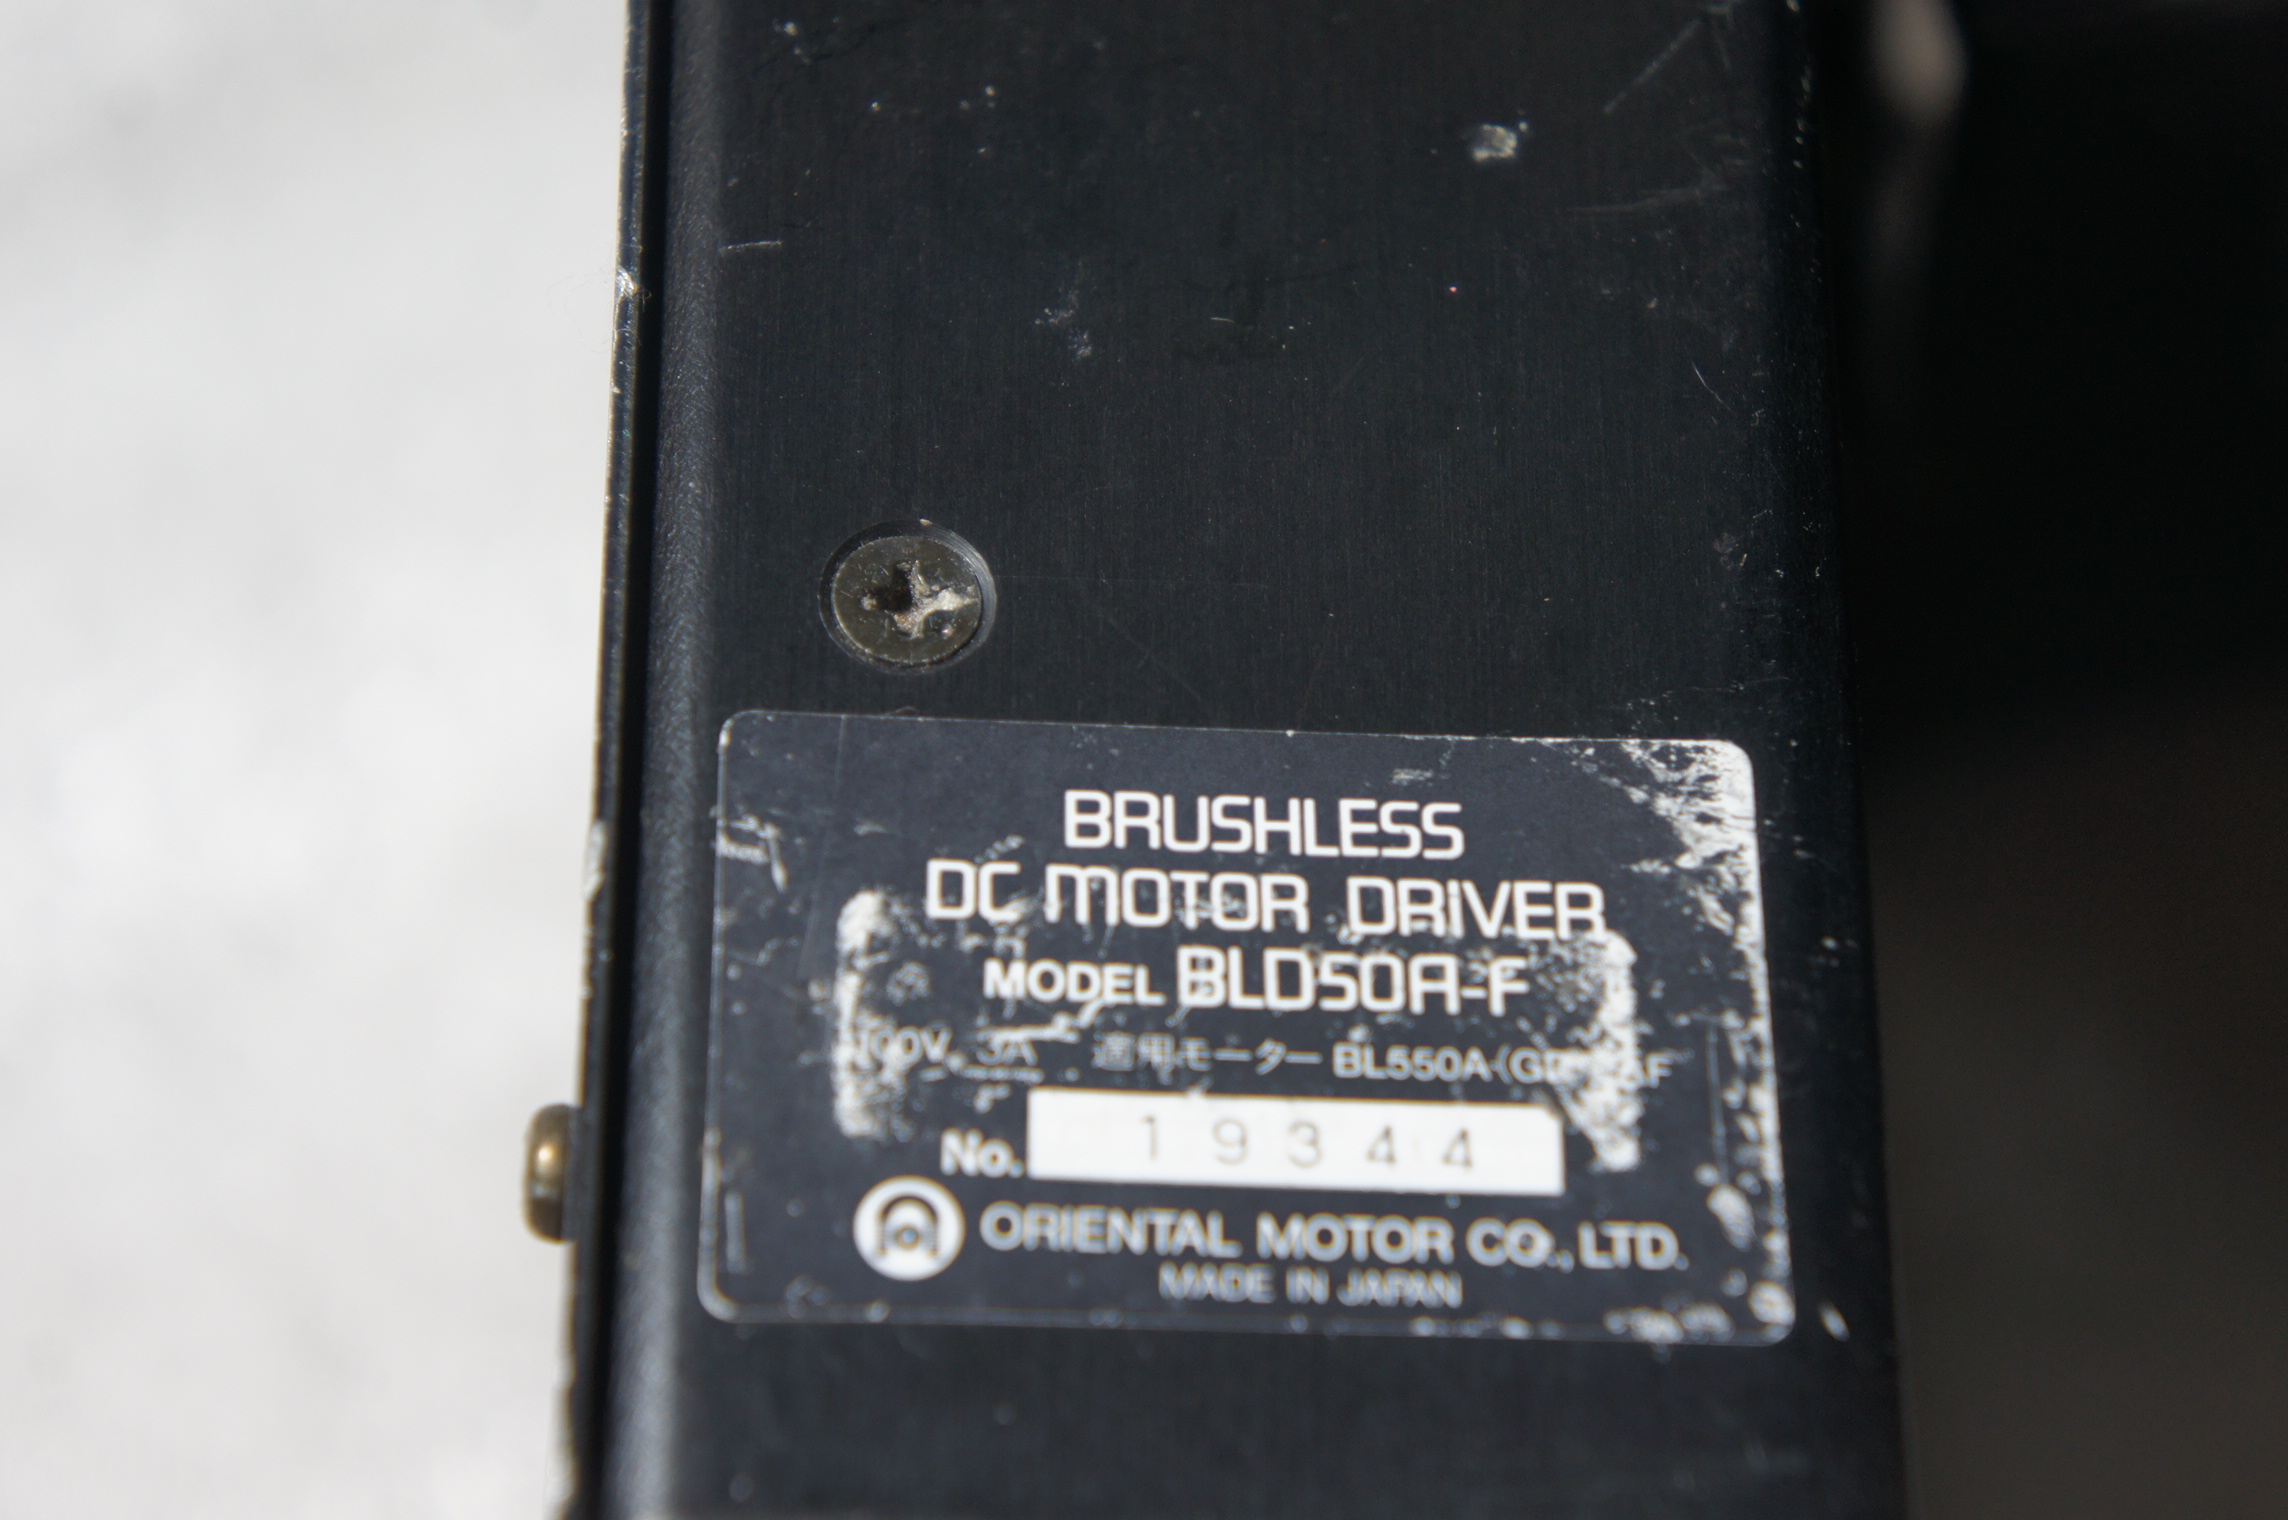 BRUSHLESS
DC MOTOR DRIVER
MODEL BLD50A-F
100V 3A 適用モーター BL550A
No. 19344
ORIENTAL MOTOR CO., LTD.
MADE IN JAPAN